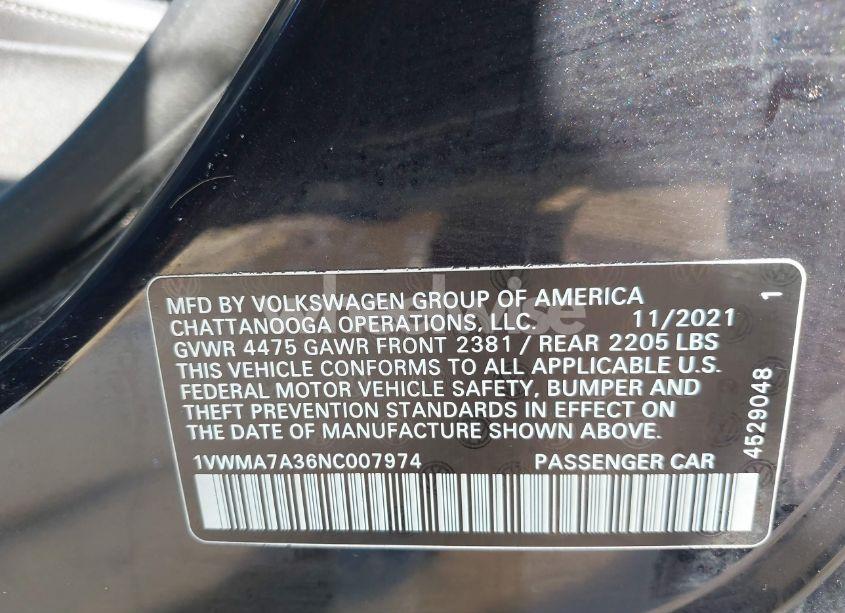 MFD BY VOLKSWAGEN GROUP OF AMERICA
CHATTANOOGA OPERATIONS, LLC. 11/2021
GVWR 4475 GAWR FRONT 2381 / REAR 2205 LBS
THIS VEHICLE CONFORMS TO ALL APPLICABLE U.S.
FEDERAL MOTOR VEHICLE SAFETY, BUMPER AND
THEFT PREVENTION STANDARDS IN EFFECT ON
THE DATE OF MANUFACTURE SHOWN ABOVE.
1VWMA7A36NC007974 PASSENGER CAR
4529048 1